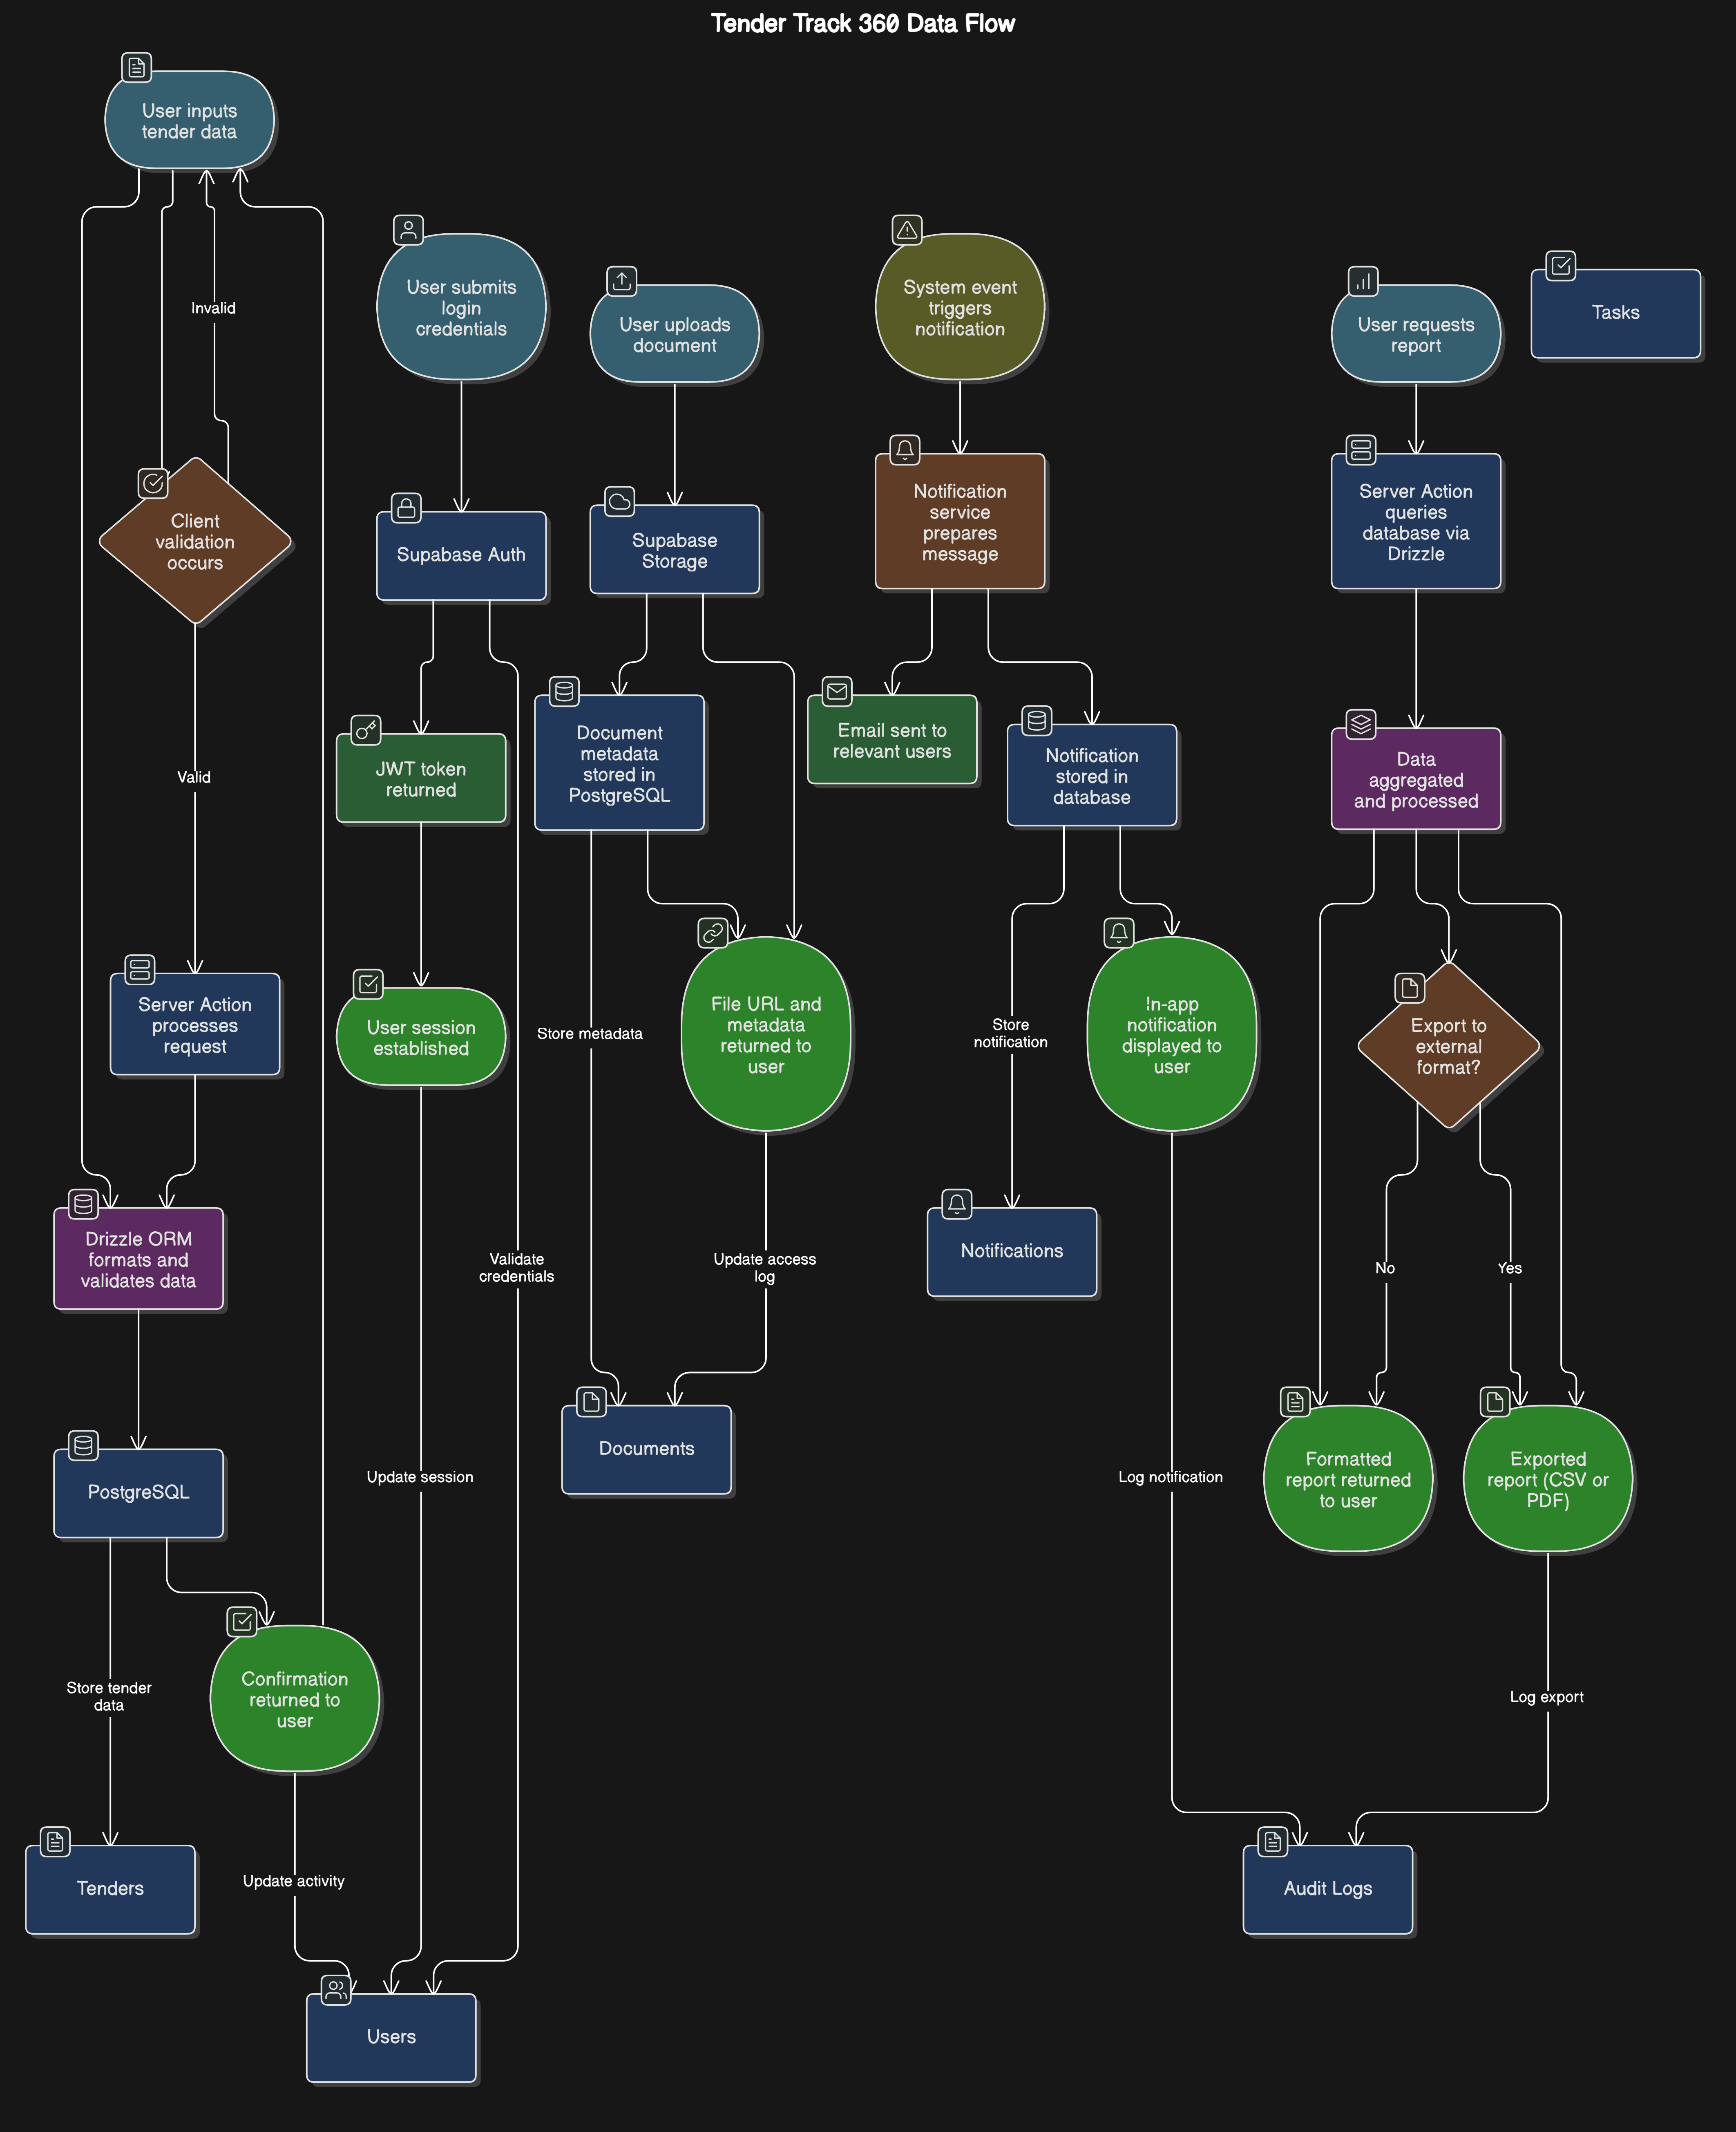 Tender Track 360 Data Flow
User inputs
tender data
Invalid
Client
validation
occurs
Valid
Server Action
processes
request
Drizzle ORM
formats and
validates data
PostgreSQL
Store tender
data
Confirmation
returned to
user
Tenders
Update activity
User submits
login
credentials
Supabase Auth
JWT token
returned
User session
established
Validate
credentials
Update session
Users
User uploads
document
Supabase
Storage
Document
metadata
stored in
PostgreSQL
File URL and
metadata
returned to
user
Store metadata
Update access
log
Documents
System event
triggers
notification
Notification
service
prepares
message
Email sent to
relevant users
Notification
stored in
database
Store
notification
In-app
notification
displayed to
user
Notifications
Log notification
User requests
report
Server Action
queries
database via
Drizzle
Data
aggregated
and processed
Export to
external
format?
No
Yes
Formatted
report returned
to user
Exported
report (CSV or
PDF)
Log export
Audit Logs
Tasks